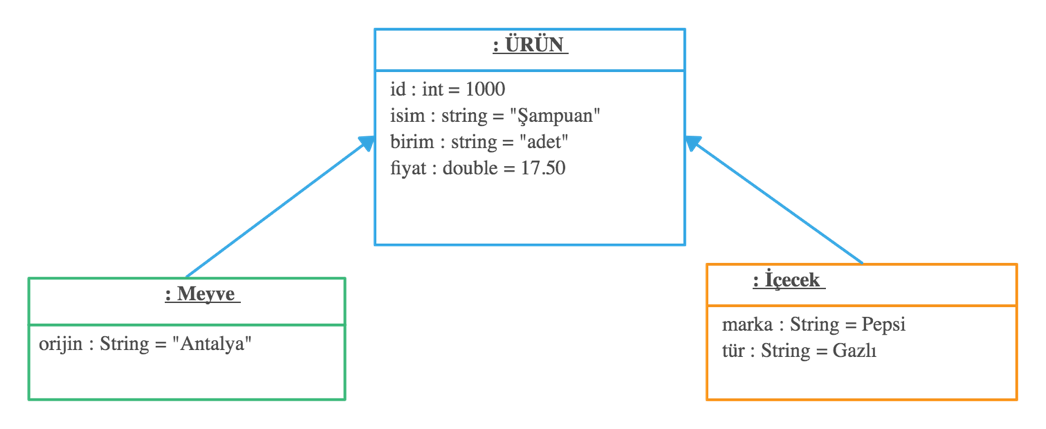 : ÜRÜN
id : int = 1000
isim : string = "Şampuan"
birim : string = "adet"
fiyat : double = 17.50
: Meyve
orijin : String = "Antalya"
: İçecek
marka : String = Pepsi
tür : String = Gazlı